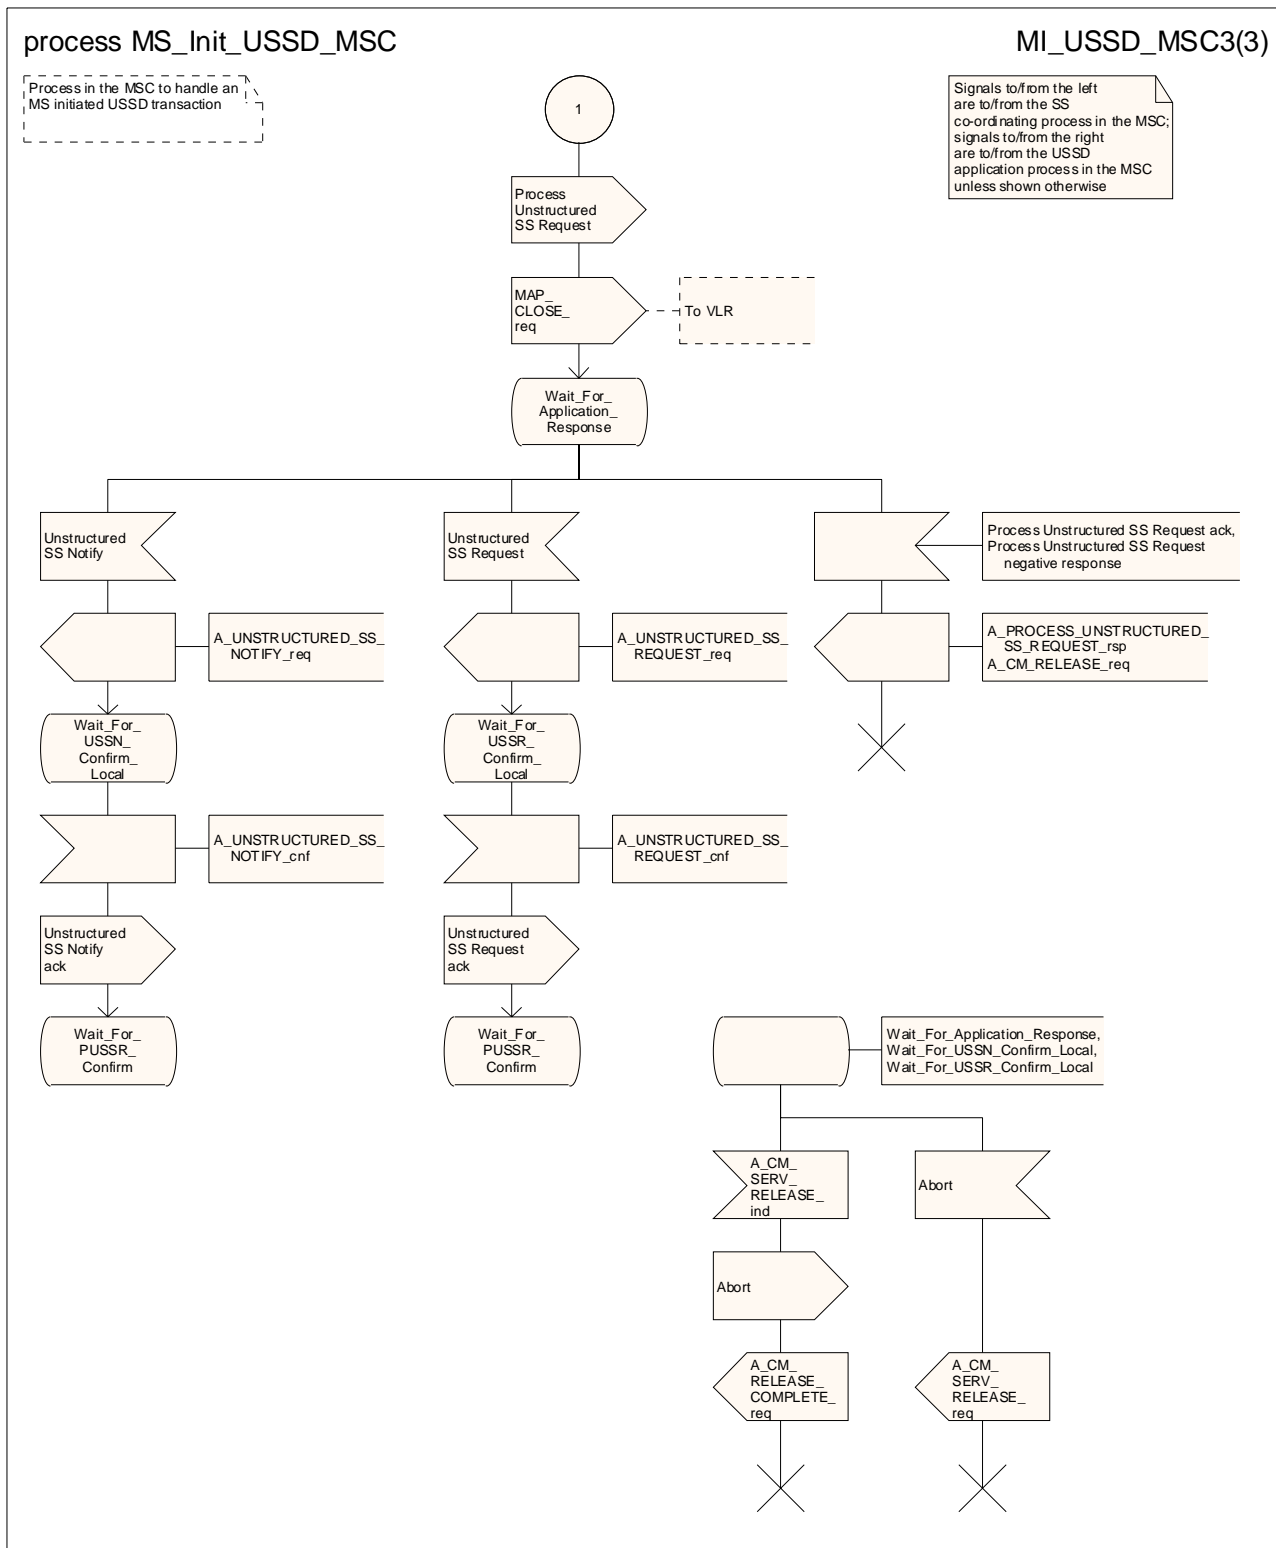 process MS_Init_USSD_MSC
MI_USSD_MSC3(3)
Process in the MSC to handle an
MS initiated USSD transaction
Signals to/from the left
are to/from the SS
co-ordinating process in the MSC;
signals to/from the right
are to/from the USSD
application process in the MSC
unless shown otherwise
1
Process
Unstructured
SS Request
MAP_
CLOSE_
req
To VLR
Wait_For_
Application_
Response
Unstructured
SS Notify
Unstructured
SS Request
Process Unstructured SS Request ack,
Process Unstructured SS Request
negative response
A_UNSTRUCTURED_SS_
NOTIFY_req
A_UNSTRUCTURED_SS_
REQUEST_req
A_PROCESS_UNSTRUCTURED_
SS_REQUEST_rsp
A_CM_RELEASE_req
Wait_For_
USSN_
Confirm_
Local
Wait_For_
USSR_
Confirm_
Local
A_UNSTRUCTURED_SS_
NOTIFY_cnf
A_UNSTRUCTURED_SS_
REQUEST_cnf
Unstructured
SS Notify
ack
Unstructured
SS Request
ack
Wait_For_
PUSSR_
Confirm
Wait_For_
PUSSR_
Confirm
Wait_For_Application_Response,
Wait_For_USSN_Confirm_Local,
Wait_For_USSR_Confirm_Local
A_CM_
SERV_
RELEASE_
ind
Abort
Abort
A_CM_
RELEASE_
COMPLETE_
req
A_CM_
SERV_
RELEASE_
req